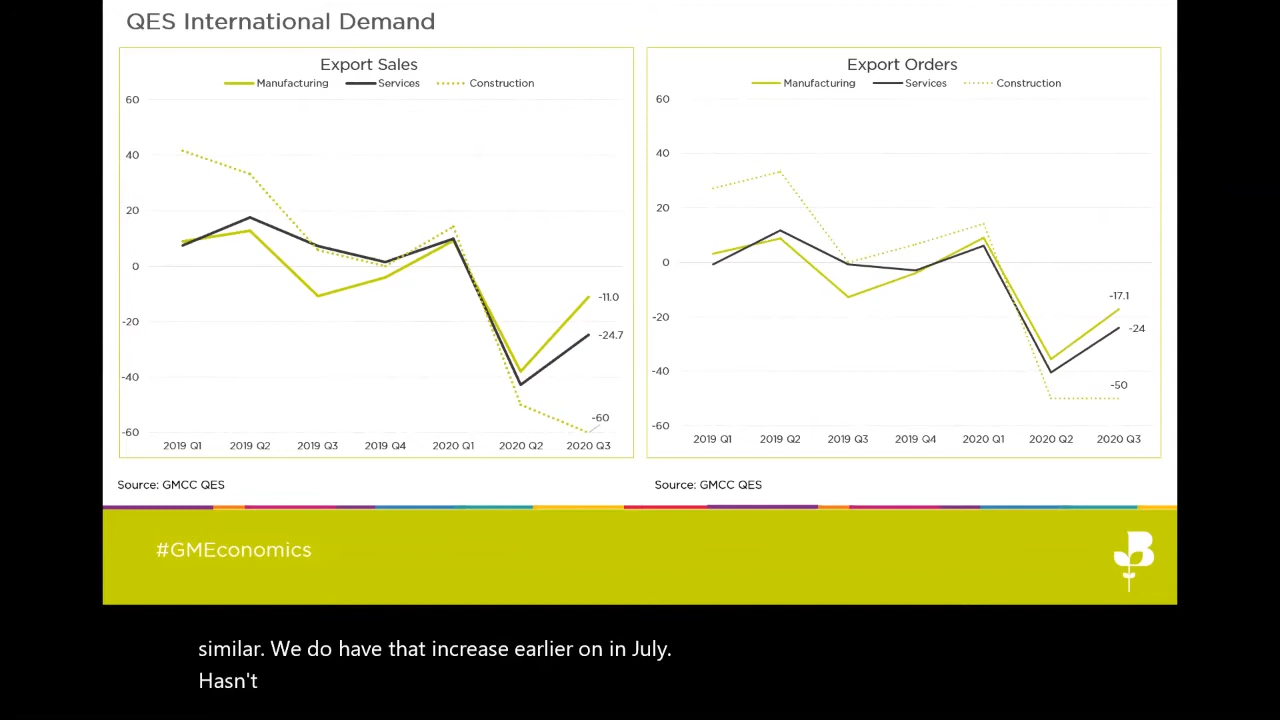 QES International Demand
Export Sales
Manufacturing Services Construction
60
40
20
0
-20
-40
-60
-11.0
-24.7
-60
2019 Q1 2019 Q2 2019 Q3 2019 Q4 2020 Q1 2020 Q2 2020 Q3
Source: GMCC QES
Export Orders
Manufacturing Services Construction
60
40
20
0
-20
-40
-60
-17.1
-24
-50
2019 Q1 2019 Q2 2019 Q3 2019 Q4 2020 Q1 2020 Q2 2020 Q3
Source: GMCC QES
#GMEconomics
B
similar. We do have that increase earlier on in July.
Hasn't